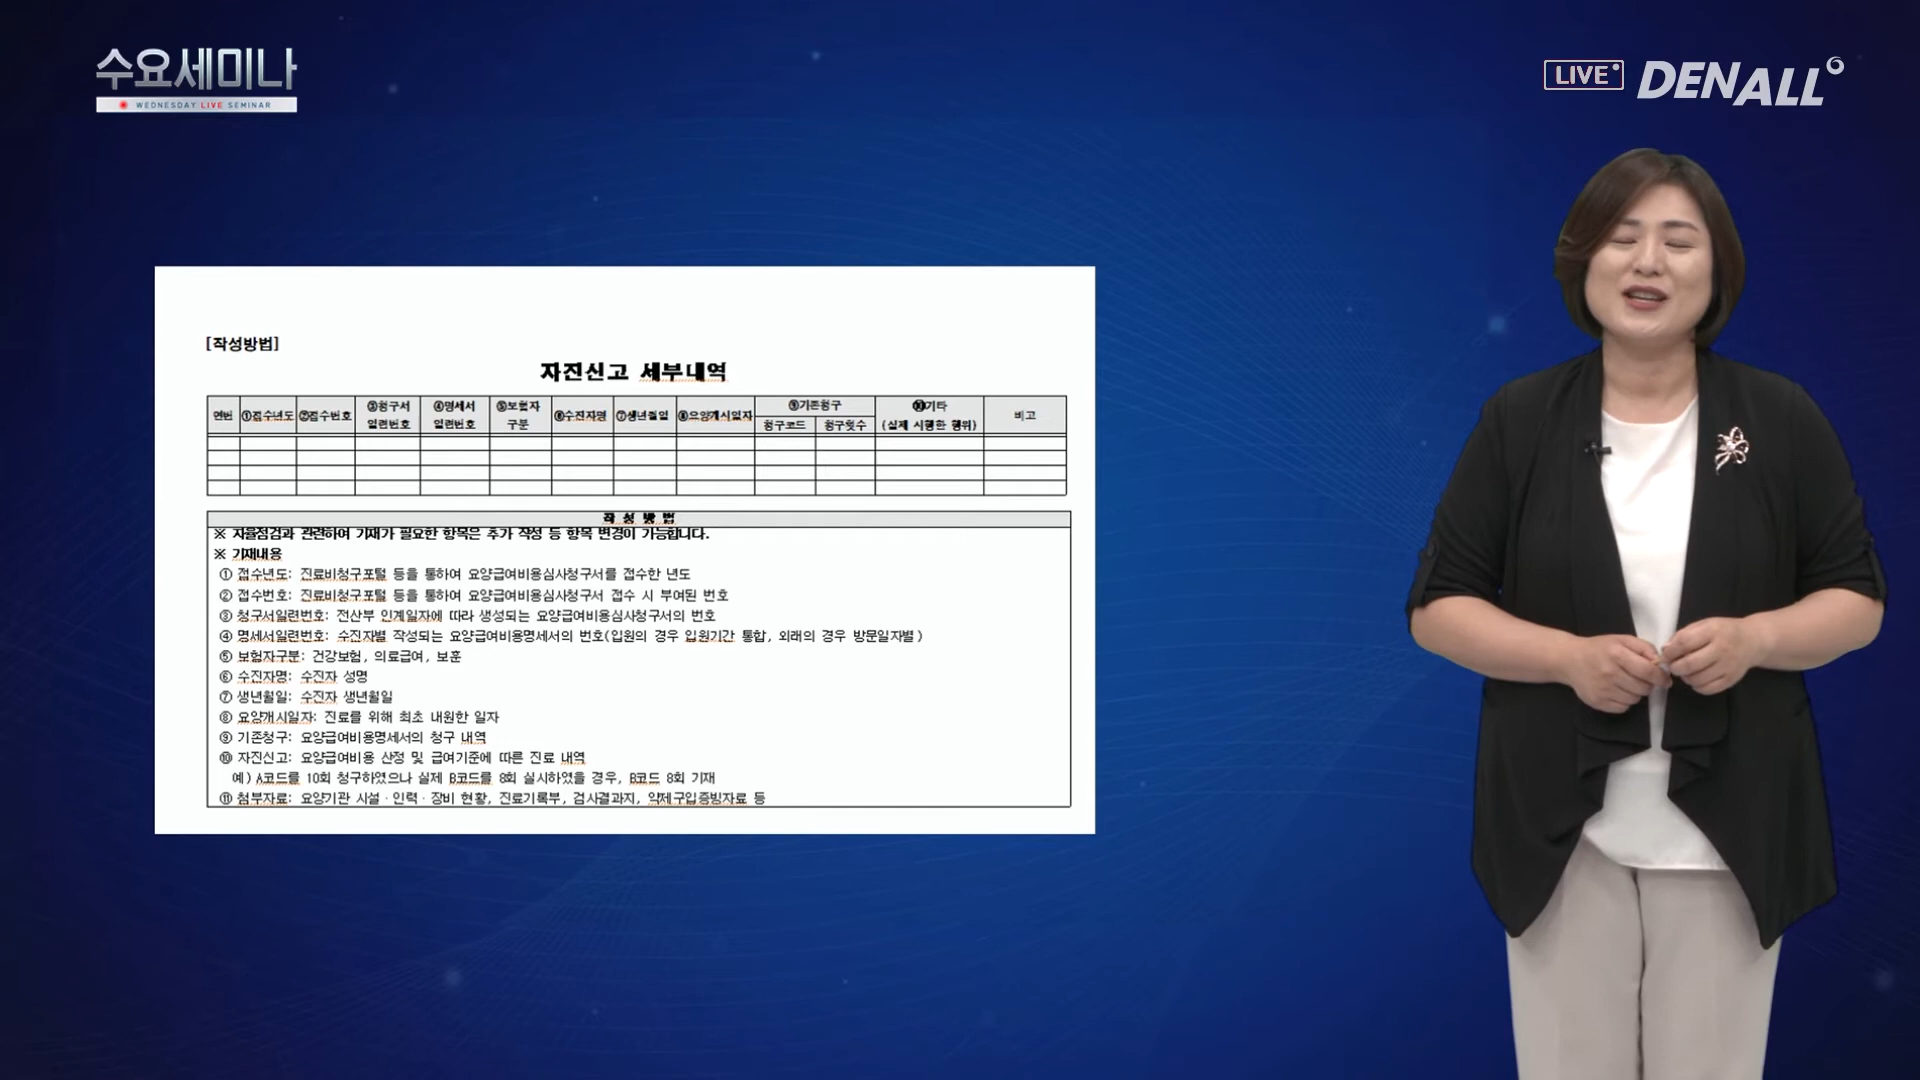 수요세미나
WEDNESDAY LIVE SEMINAR
LIVE DENALL
[작성방법]
자진신고 세부내역
연번 ①접수년도 ②접수번호 ③청구서 일련번호 ④명세서 일련번호 ⑤보험자 구분 ⑥수진자명 ⑦생년월일 ⑧요양개시일자 ⑨기존청구 청구코드 청구횟수 ⑩기타 (실제 시행한 행위) 비고
작 성 방 법
※ 자율점검과 관련하여 기재가 필요한 항목은 추가 작성 등 항목 변경이 가능합니다.
※ 기재내용
① 접수년도: 진료비청구포털 등을 통하여 요양급여비용심사청구서를 접수한 년도
② 접수번호: 진료비청구포털 등을 통하여 요양급여비용심사청구서 접수 시 부여된 번호
③ 청구서일련번호: 전산부 인계일자에 따라 생성되는 요양급여비용심사청구서의 번호
④ 명세서일련번호: 수진자별 작성되는 요양급여비용명세서의 번호(입원의 경우 입원기간 통합, 외래의 경우 방문일자별)
⑤ 보험자구분: 건강보험, 의료급여, 보훈
⑥ 수진자명: 수진자 성명
⑦ 생년월일: 수진자 생년월일
⑧ 요양개시일자: 진료를 위해 최초 내원한 일자
⑨ 기존청구: 요양급여비용명세서의 청구 내역
⑩ 자진신고: 요양급여비용 산정 및 급여기준에 따른 진료 내역
예) A코드를 10회 청구하였으나 실제 B코드를 8회 실시하였을 경우, B코드 8회 기재
⑪ 첨부자료: 요양기관 시설·인력·장비 현황, 진료기록부, 검사결과지, 약제구입증빙자료 등